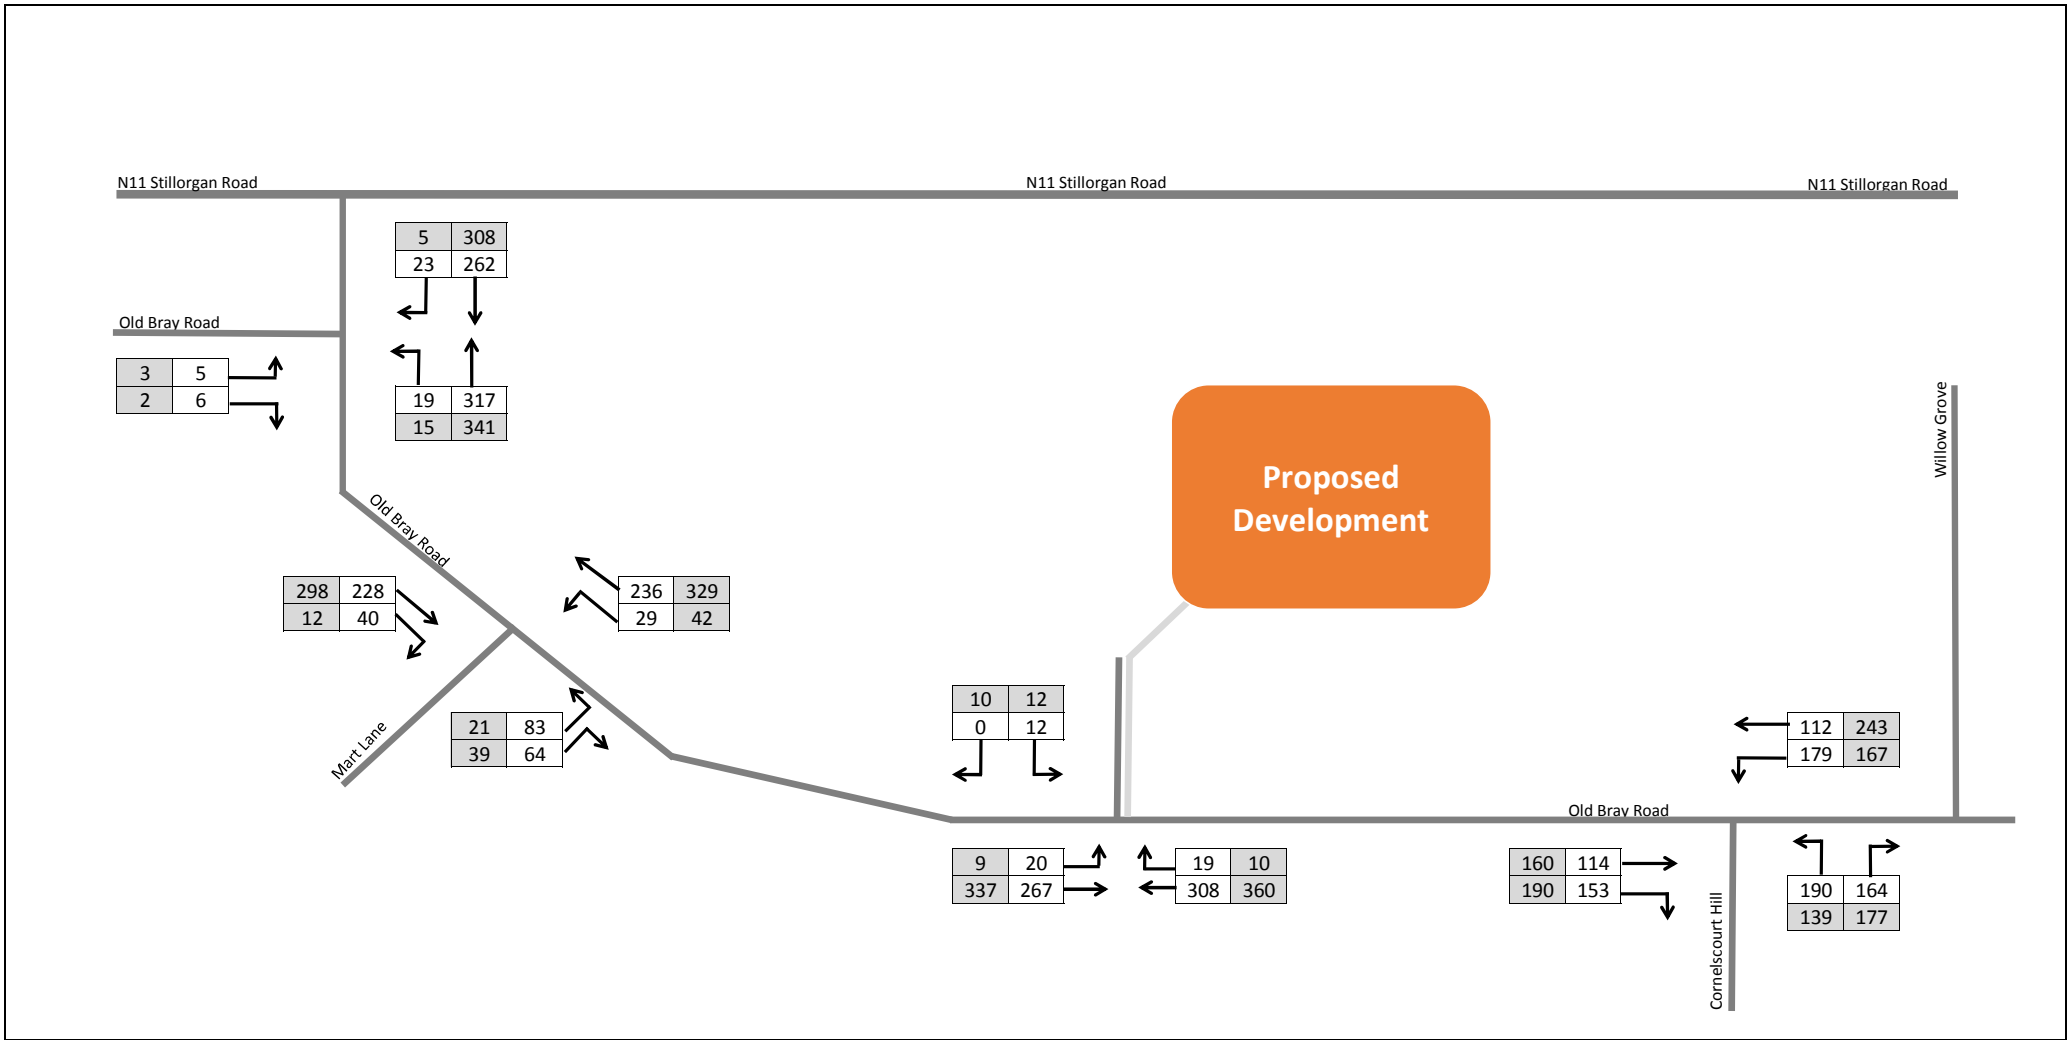 N11 Stillorgan Road N11 Stillorgan Road N11 Stillorgan Road
5 308
23 262
Old Bray Road
3 5
2 6
19 317
15 341
Proposed
Development
Willow Grove
Old Bray Road
298 228
12 40
236 329
29 42
Mart Lane
21 83
39 64
10 12
0 12
112 243
179 167
Old Bray Road
9 20
337 267
19 10
308 360
160 114
190 153
190 164
139 177
Cornelscourt Hill